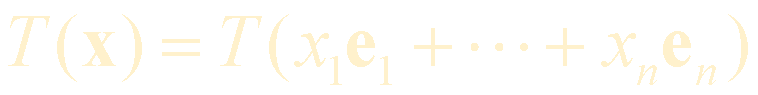 T(𝐱) = T(x₁𝐞₁ + ⋯ + xₙ𝐞ₙ)